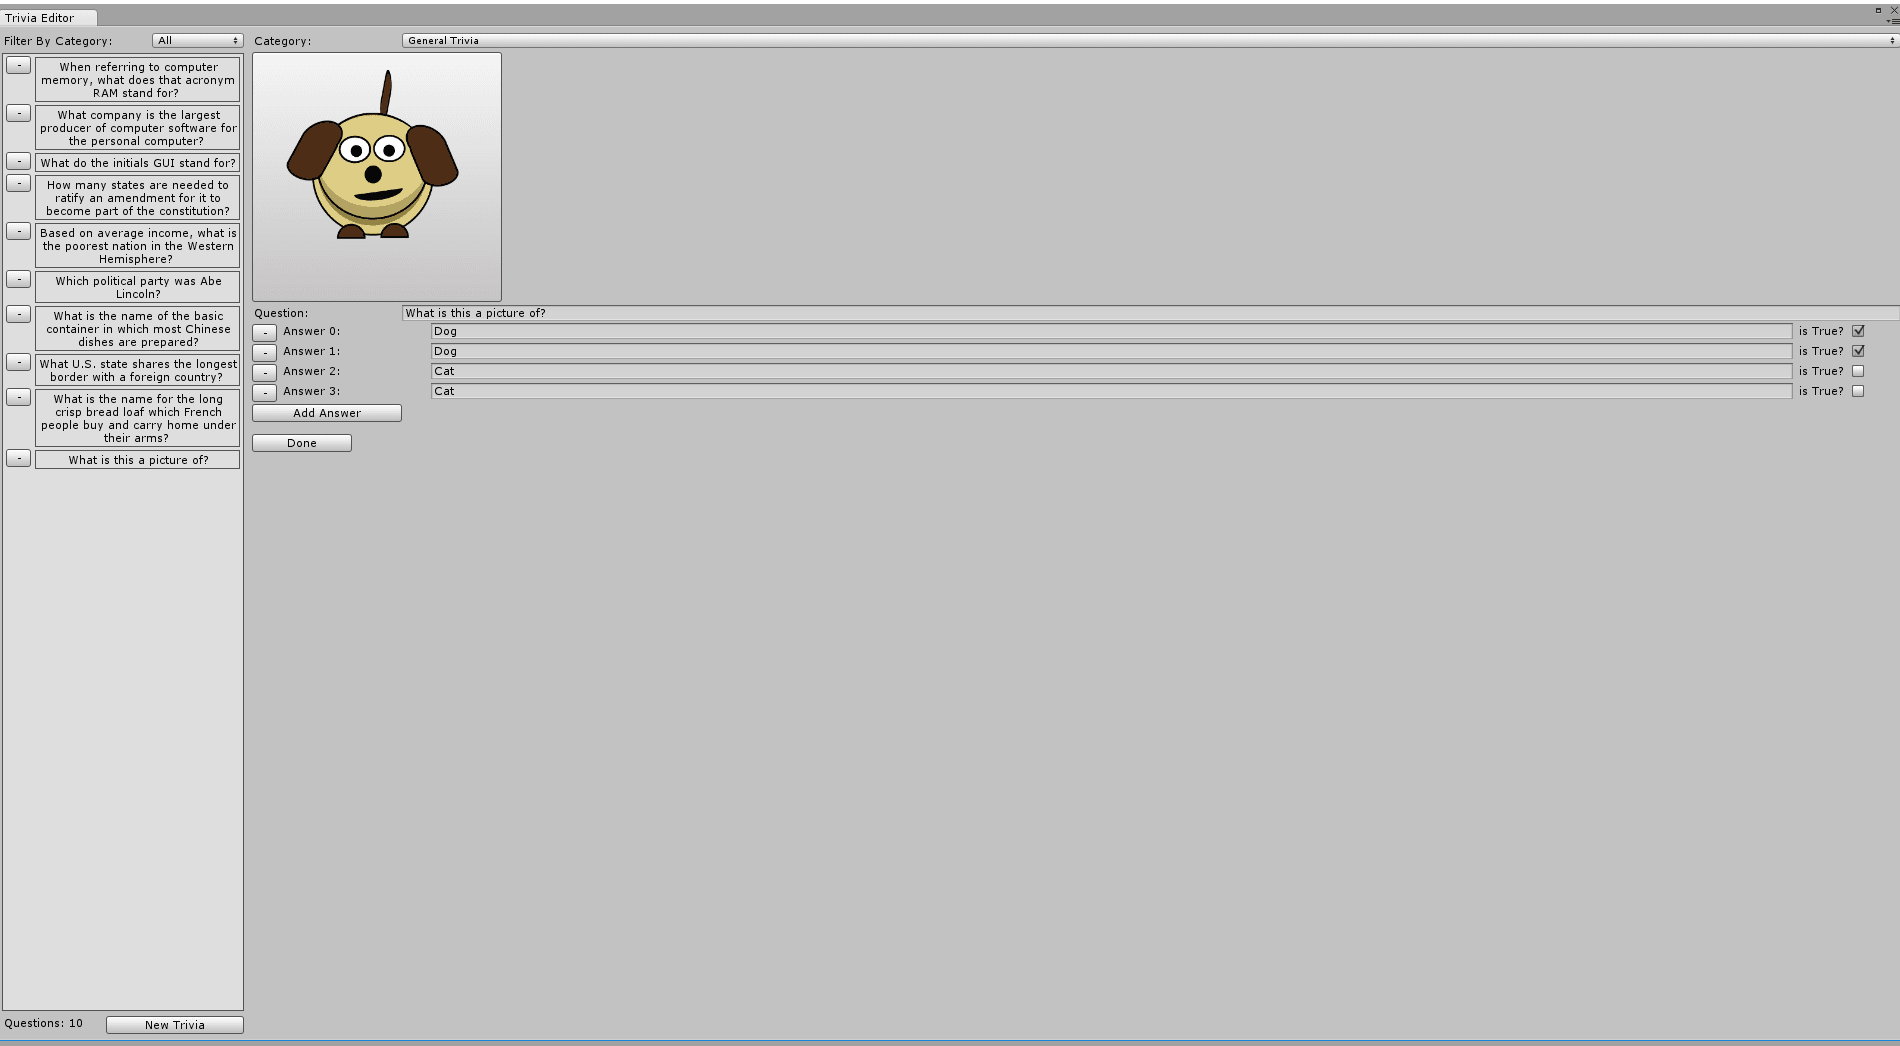 Trivia Editor
Filter By Category: All
-
When referring to computer
memory, what does that acronym
RAM stand for?
-
What company is the largest
producer of computer software for
the personal computer?
-
What do the initials GUI stand for?
-
How many states are needed to
ratify an amendment for it to
become part of the constitution?
-
Based on average income, what is
the poorest nation in the Western
Hemisphere?
-
Which political party was Abe
Lincoln?
-
What is the name of the basic
container in which most Chinese
dishes are prepared?
-
What U.S. state shares the longest
border with a foreign country?
-
What is the name for the long
crisp bread loaf which French
people buy and carry home under
their arms?
-
What is this a picture of?
Questions: 10 New Trivia
Category: General Trivia
Question: What is this a picture of?
- Answer 0: Dog is True?
- Answer 1: Dog is True?
- Answer 2: Cat is True?
- Answer 3: Cat is True?
Add Answer
Done